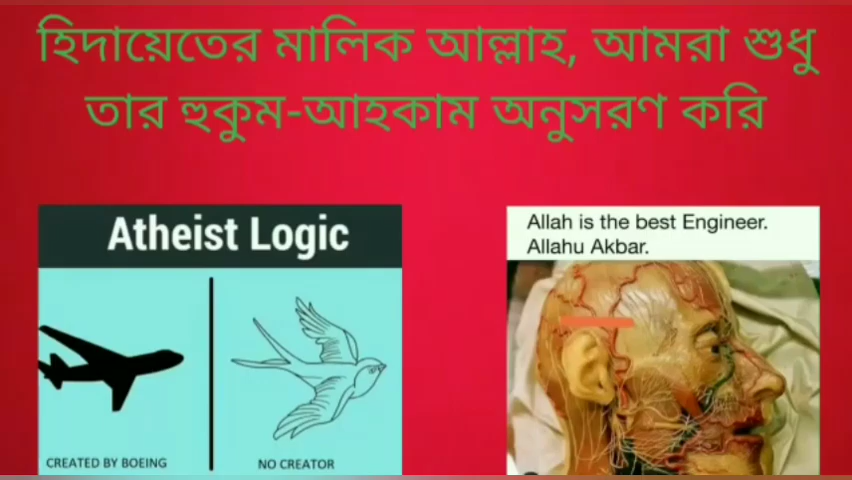 হিদায়েতের মালিক আল্লাহ, আমরা শুধু
তার হুকুম-আহকাম অনুসরণ করি
Atheist Logic
CREATED BY BOEING
NO CREATOR
Allah is the best Engineer.
Allahu Akbar.